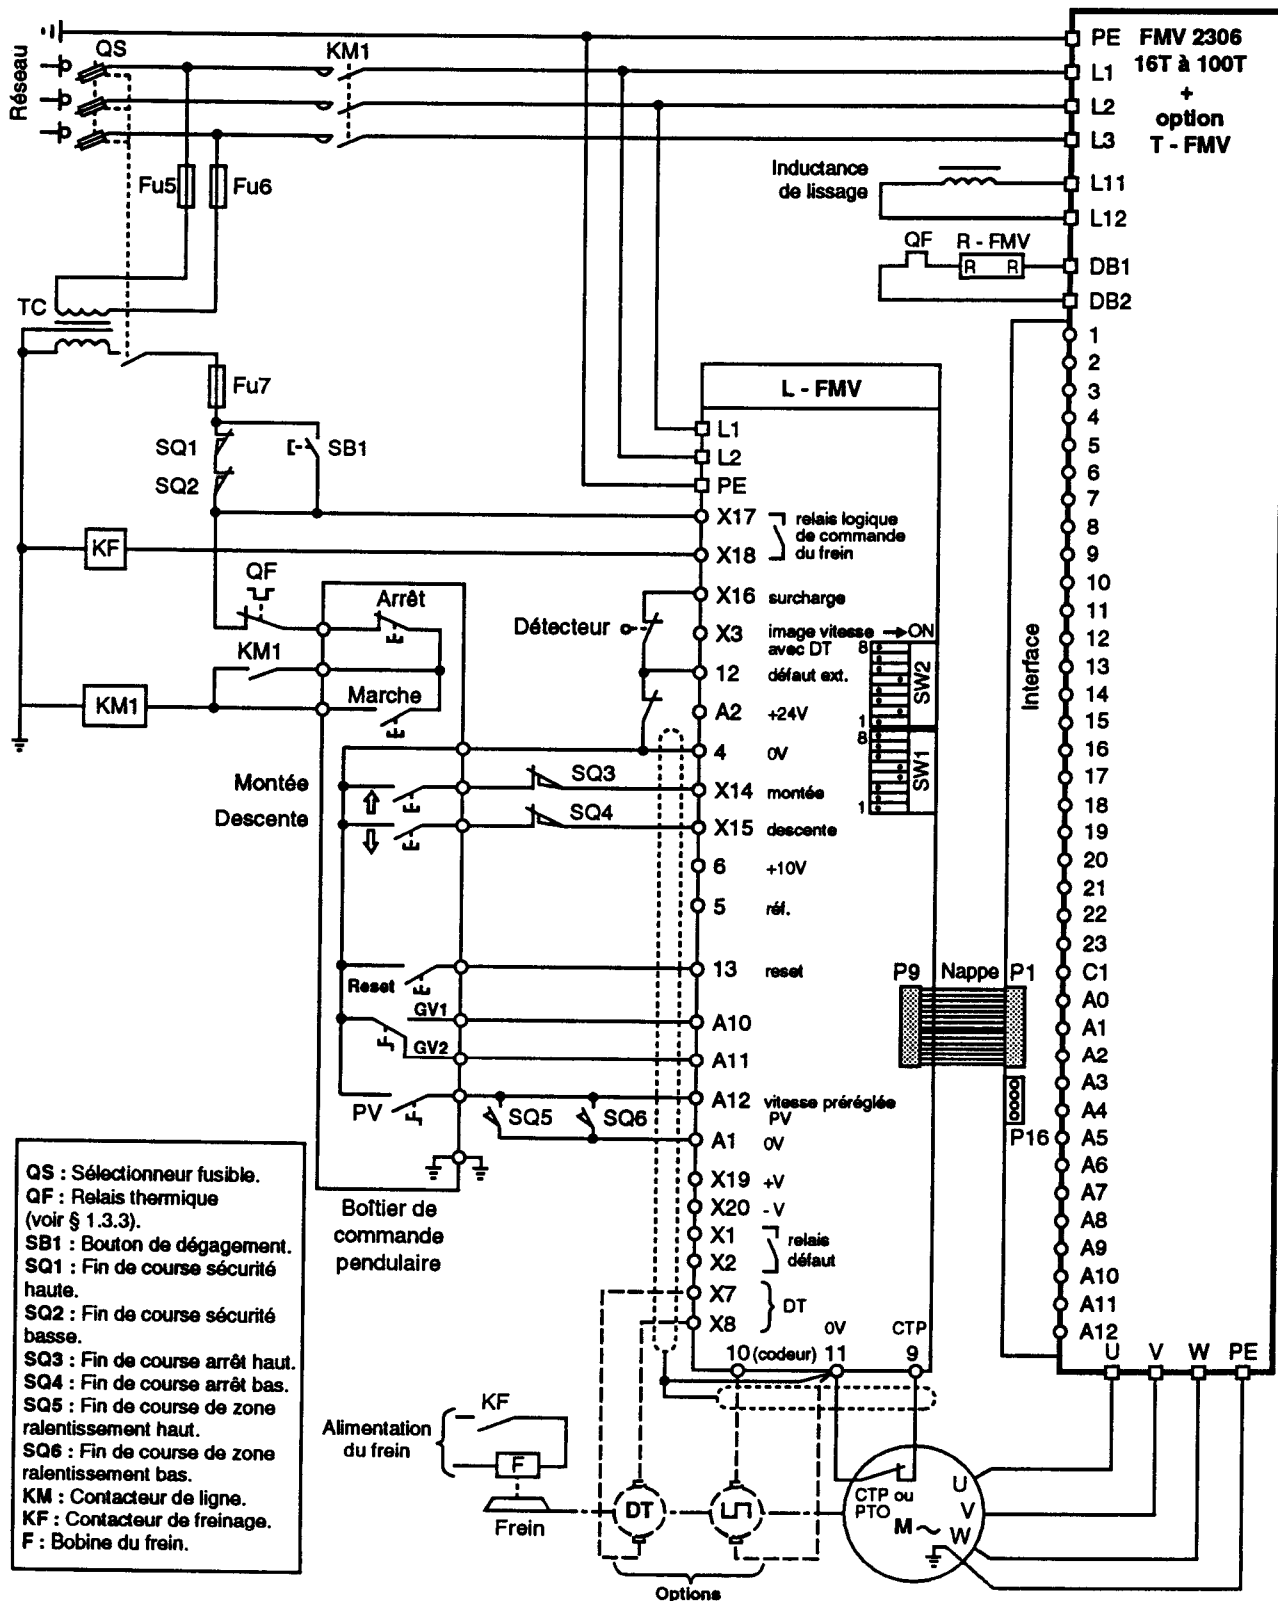 Réseau
QS
KM1
PE
FMV 2306
16T à 100T
+
option
T - FMV
L1
L2
L3
Fu5
Fu6
Inductance
de lissage
L11
L12
QF
R - FMV
R
R
DB1
DB2
TC
Fu7
SQ1
SQ2
SB1
L - FMV
L1
L2
PE
X17
relais logique
de commande
du frein
X18
KF
QF
Arrêt
KM1
KM1
Marche
Détecteur
X16 surcharge
X3 image vitesse
avec DT
→ON
8
SW2
1
8
SW1
1
12 défaut ext.
A2 +24V
4 0V
Montée
SQ3
X14 montée
Descente
SQ4
X15 descente
6 +10V
5 réf.
Reset
13 reset
GV1
A10
GV2
A11
PV
SQ5
SQ6
A12 vitesse préréglée
PV
A1 0V
X19 +V
X20 - V
X1
relais
défaut
X2
X7
DT
X8
0V
CTP
10 (codeur)
11
9
P9
Nappe
P1
P16
Interface
1
2
3
4
5
6
7
8
9
10
11
12
13
14
15
16
17
18
19
20
21
22
23
C1
A0
A1
A2
A3
A4
A5
A6
A7
A8
A9
A10
A11
A12
U
V
W
PE
Boîtier de
commande
pendulaire
QS : Sélectionneur fusible.
QF : Relais thermique
(voir § 1.3.3).
SB1 : Bouton de dégagement.
SQ1 : Fin de course sécurité
haute.
SQ2 : Fin de course sécurité
basse.
SQ3 : Fin de course arrêt haut.
SQ4 : Fin de course arrêt bas.
SQ5 : Fin de course de zone
ralentissement haut.
SQ6 : Fin de course de zone
ralentissement bas.
KM : Contacteur de ligne.
KF : Contacteur de freinage.
F : Bobine du frein.
Alimentation
du frein
KF
F
Frein
DT
Options
CTP ou
PTO
M ~
U
V
W